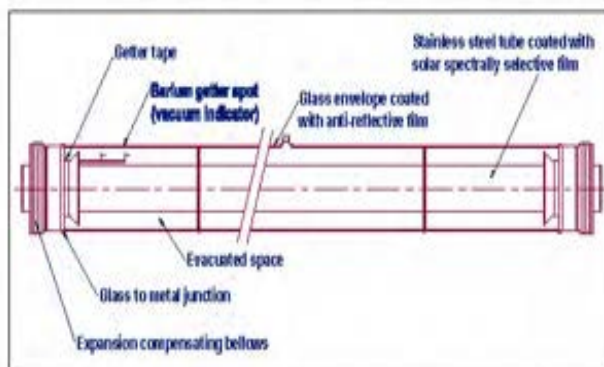 Getter tape
Stainless steel tube coated with
solar spectrally selective film
Barium getter spot
(vacuum indicator)
Glass envelope coated
with anti-reflective film
Evacuated space
Glass to metal junction
Expansion compensating bellows